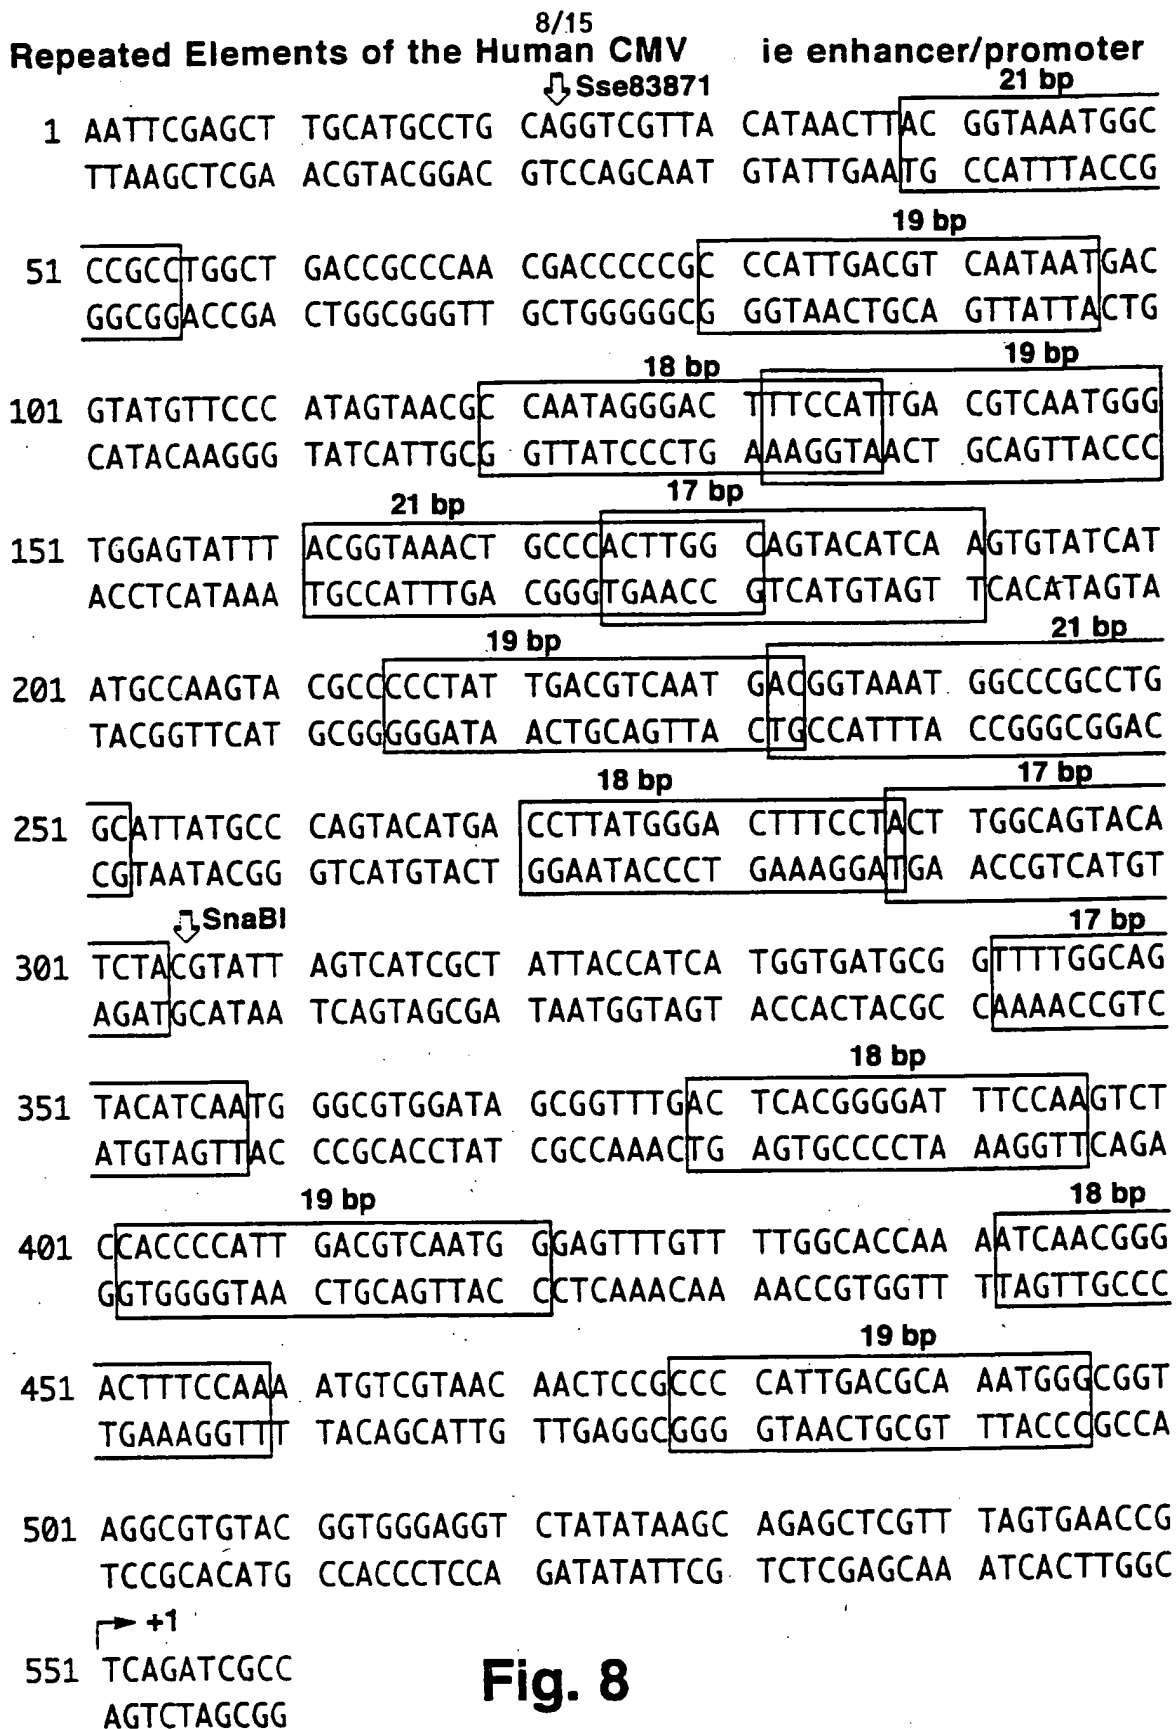 8/15
Repeated Elements of the Human CMV ie enhancer/promoter
Sse83871 21 bp
1 AATTCGAGCT TGCATGCCTG CAGGTCGTTA CATAACTTAC GGTAAATGGC
TTAAGCTCGA ACGTACGGAC GTCCAGCAAT GTATTGAATG CCATTTACCG
19 bp
51 CCGCCTGGCT GACCGCCCAA CGACCCCCGC CCATTGACGT CAATAATGAC
GGCGGACCGA CTGGCGGGTT GCTGGGGGCG GGTAACTGCA GTTATTACTG
18 bp 19 bp
101 GTATGTTCCC ATAGTAACGC CAATAGGGAC TTTCCATTGA CGTCAATGGG
CATACAAGGG TATCATTGCG GTTATCCCTG AAAGGTAACT GCAGTTACCC
21 bp 17 bp
151 TGGAGTATTT ACGGTAAACT GCCCACTTGG CAGTACATCA AGTGTATCAT
ACCTCATAAA TGCCATTTGA CGGGTGAACC GTCATGTAGT TCACATAGTA
19 bp 21 bp
201 ATGCCAAGTA CGCCCCCTAT TGACGTCAAT GACGGTAAAT GGCCCGCCTG
TACGGTTCAT GCGGGGGATA ACTGCAGTTA CTGCCATTTA CCGGGCGGAC
18 bp 17 bp
251 GCATTATGCC CAGTACATGA CCTTATGGGA CTTTCCTACT TGGCAGTACA
CGTAATACGG GTCATGTACT GGAATACCCT GAAAGGATGA ACCGTCATGT
SnaBI 17 bp
301 TCTACGTATT AGTCATCGCT ATTACCATCA TGGTGATGCG GTTTTGGCAG
AGATGCATAA TCAGTAGCGA TAATGGTAGT ACCACTACGC CAAAACCGTC
18 bp
351 TACATCAATG GGCGTGGATA GCGGTTTGAC TCACGGGGAT TTCCAAGTCT
ATGTAGTTAC CCGCACCTAT CGCCAAACTG AGTGCCCCTA AAGGTTCAGA
19 bp 18 bp
401 CCACCCCATT GACGTCAATG GGAGTTTGTT TTGGCACCAA AATCAACGGG
GGTGGGGTAA CTGCAGTTAC CCTCAAACAA AACCGTGGTT TTAGTTGCCC
19 bp
451 ACTTTCCAAA ATGTCGTAAC AACTCCGCCC CATTGACGCA AATGGGCGGT
TGAAAGGTTT TACAGCATTG TTGAGGCGGG GTAACTGCGT TTACCCGCCA
501 AGGCGTGTAC GGTGGGAGGT CTATATAAGC AGAGCTCGTT TAGTGAACCG
TCCGCACATG CCACCCTCCA GATATATTCG TCTCGAGCAA ATCACTTGGC
+1
551 TCAGATCGCC
AGTCTAGCGG
Fig. 8